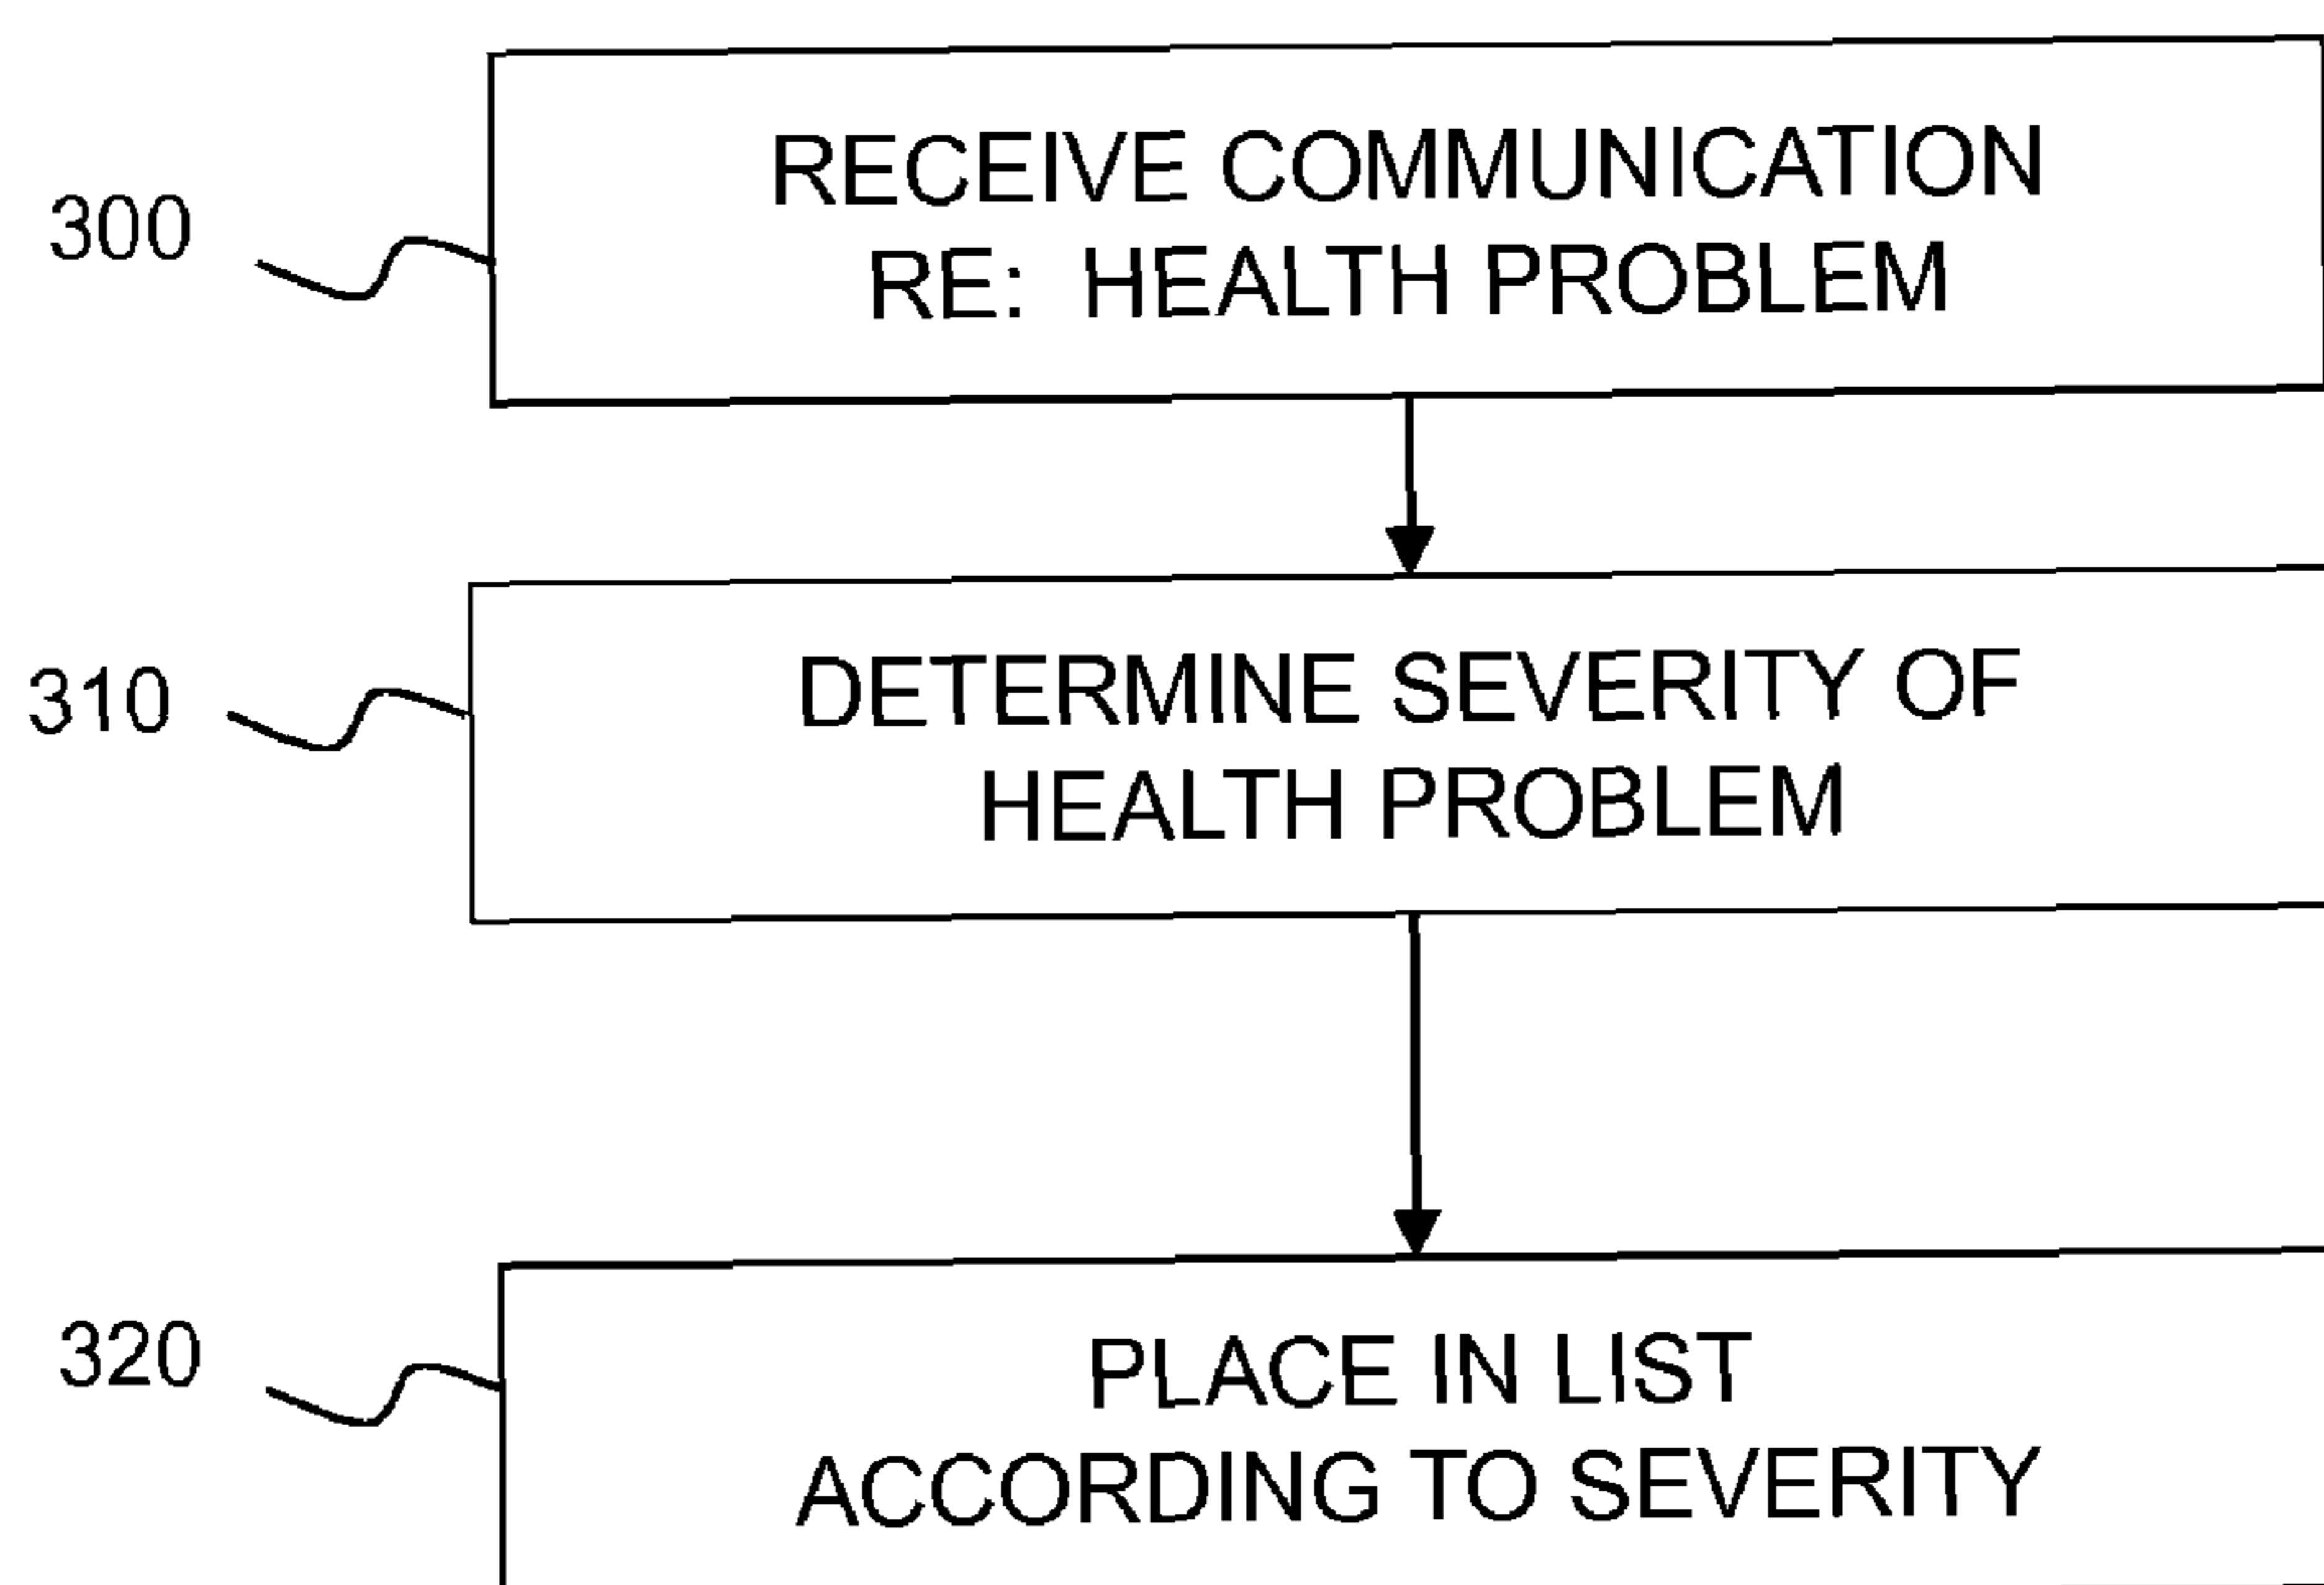 300
RECEIVE COMMUNICATION
RE: HEALTH PROBLEM
310
DETERMINE SEVERITY OF
HEALTH PROBLEM
320
PLACE IN LIST
ACCORDING TO SEVERITY